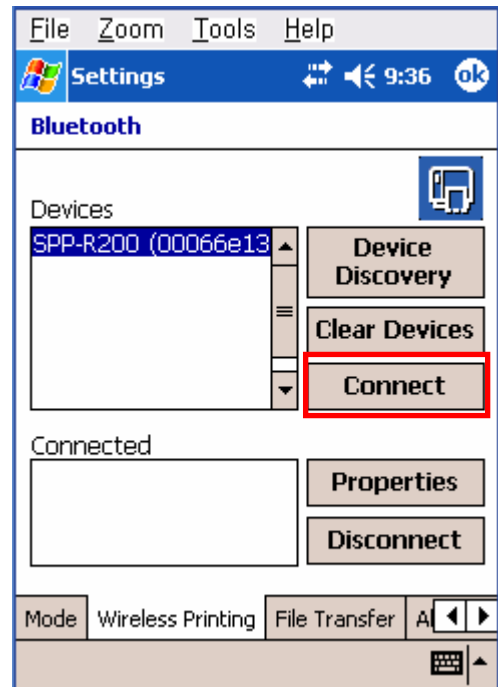 File Zoom Tools Help
Settings 9:36 ok
Bluetooth
Devices
SPP-R200 (00066e13
Device
Discovery
Clear Devices
Connect
Connected
Properties
Disconnect
Mode Wireless Printing File Transfer